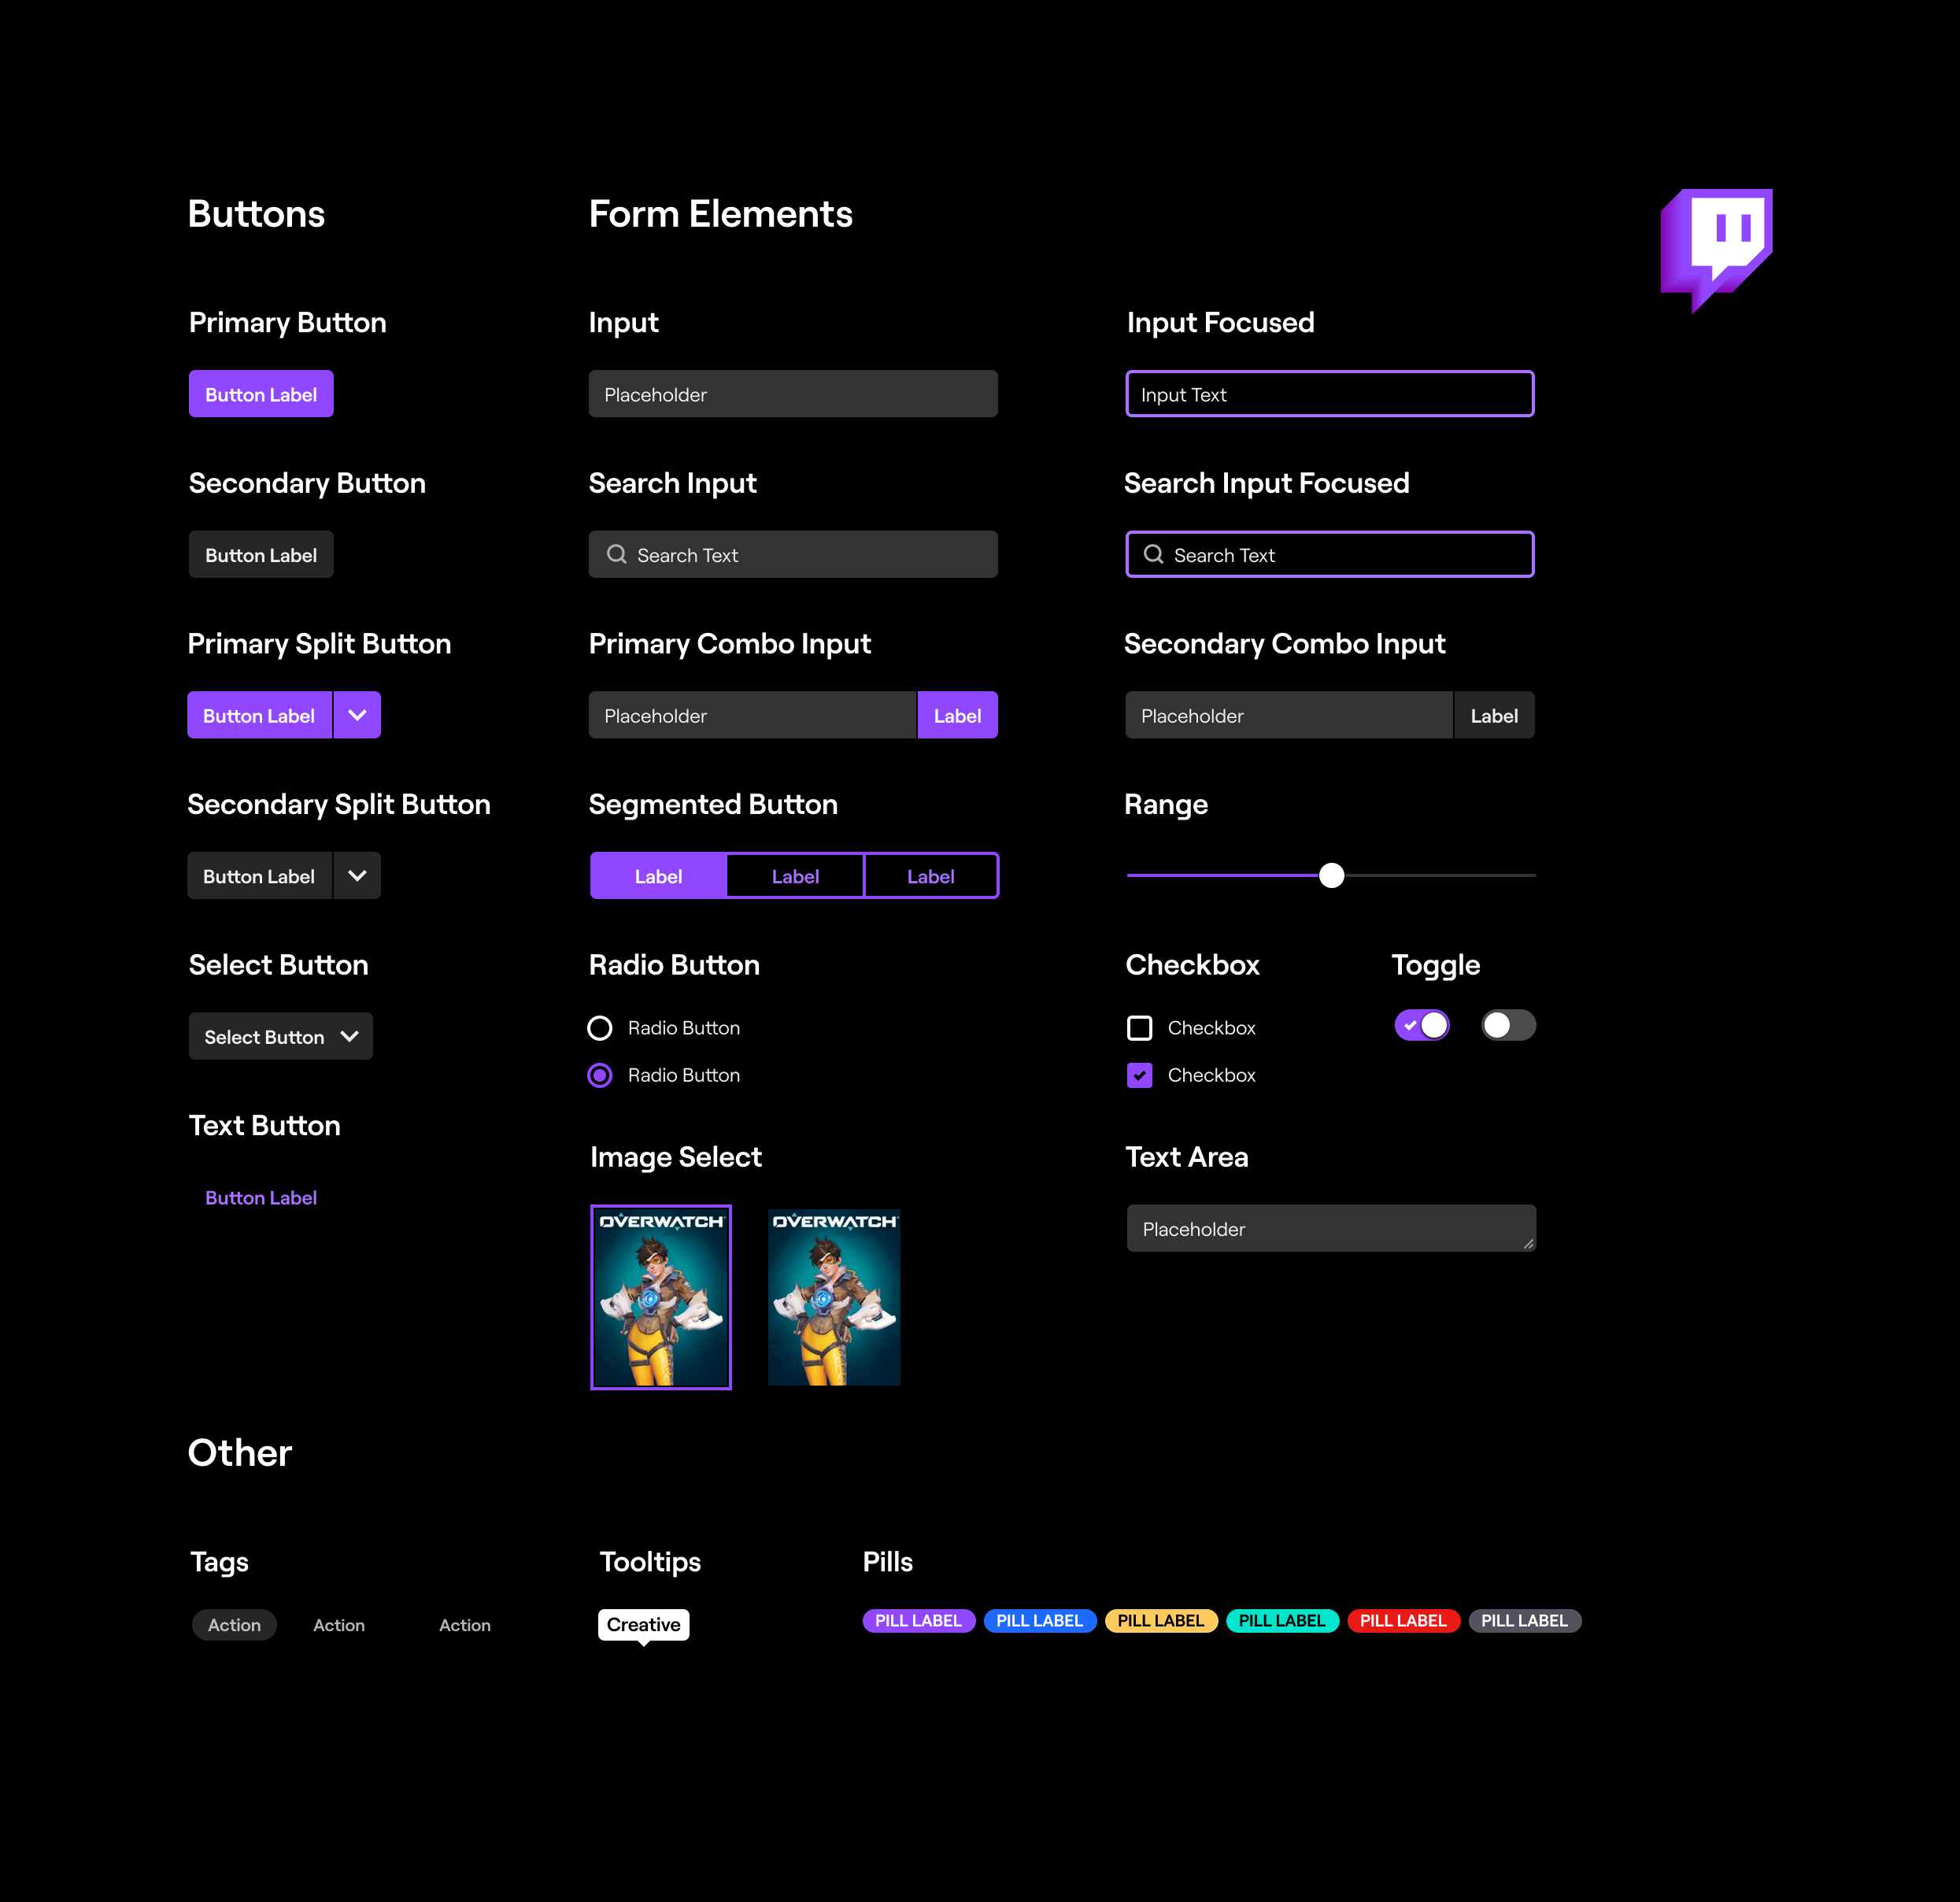 Buttons
Form Elements
Primary Button
Input
Input Focused
Button Label
Placeholder
Input Text
Secondary Button
Search Input
Search Input Focused
Button Label
Search Text
Search Text
Primary Split Button
Primary Combo Input
Secondary Combo Input
Button Label
Placeholder
Label
Placeholder
Label
Secondary Split Button
Segmented Button
Range
Button Label
Label
Label
Label
Select Button
Radio Button
Checkbox
Toggle
Select Button
Radio Button
Checkbox
Radio Button
Checkbox
Text Button
Image Select
Text Area
Button Label
OVERWATCH
OVERWATCH
Placeholder
Other
Tags
Tooltips
Pills
Action
Action
Action
Creative
PILL LABEL
PILL LABEL
PILL LABEL
PILL LABEL
PILL LABEL
PILL LABEL